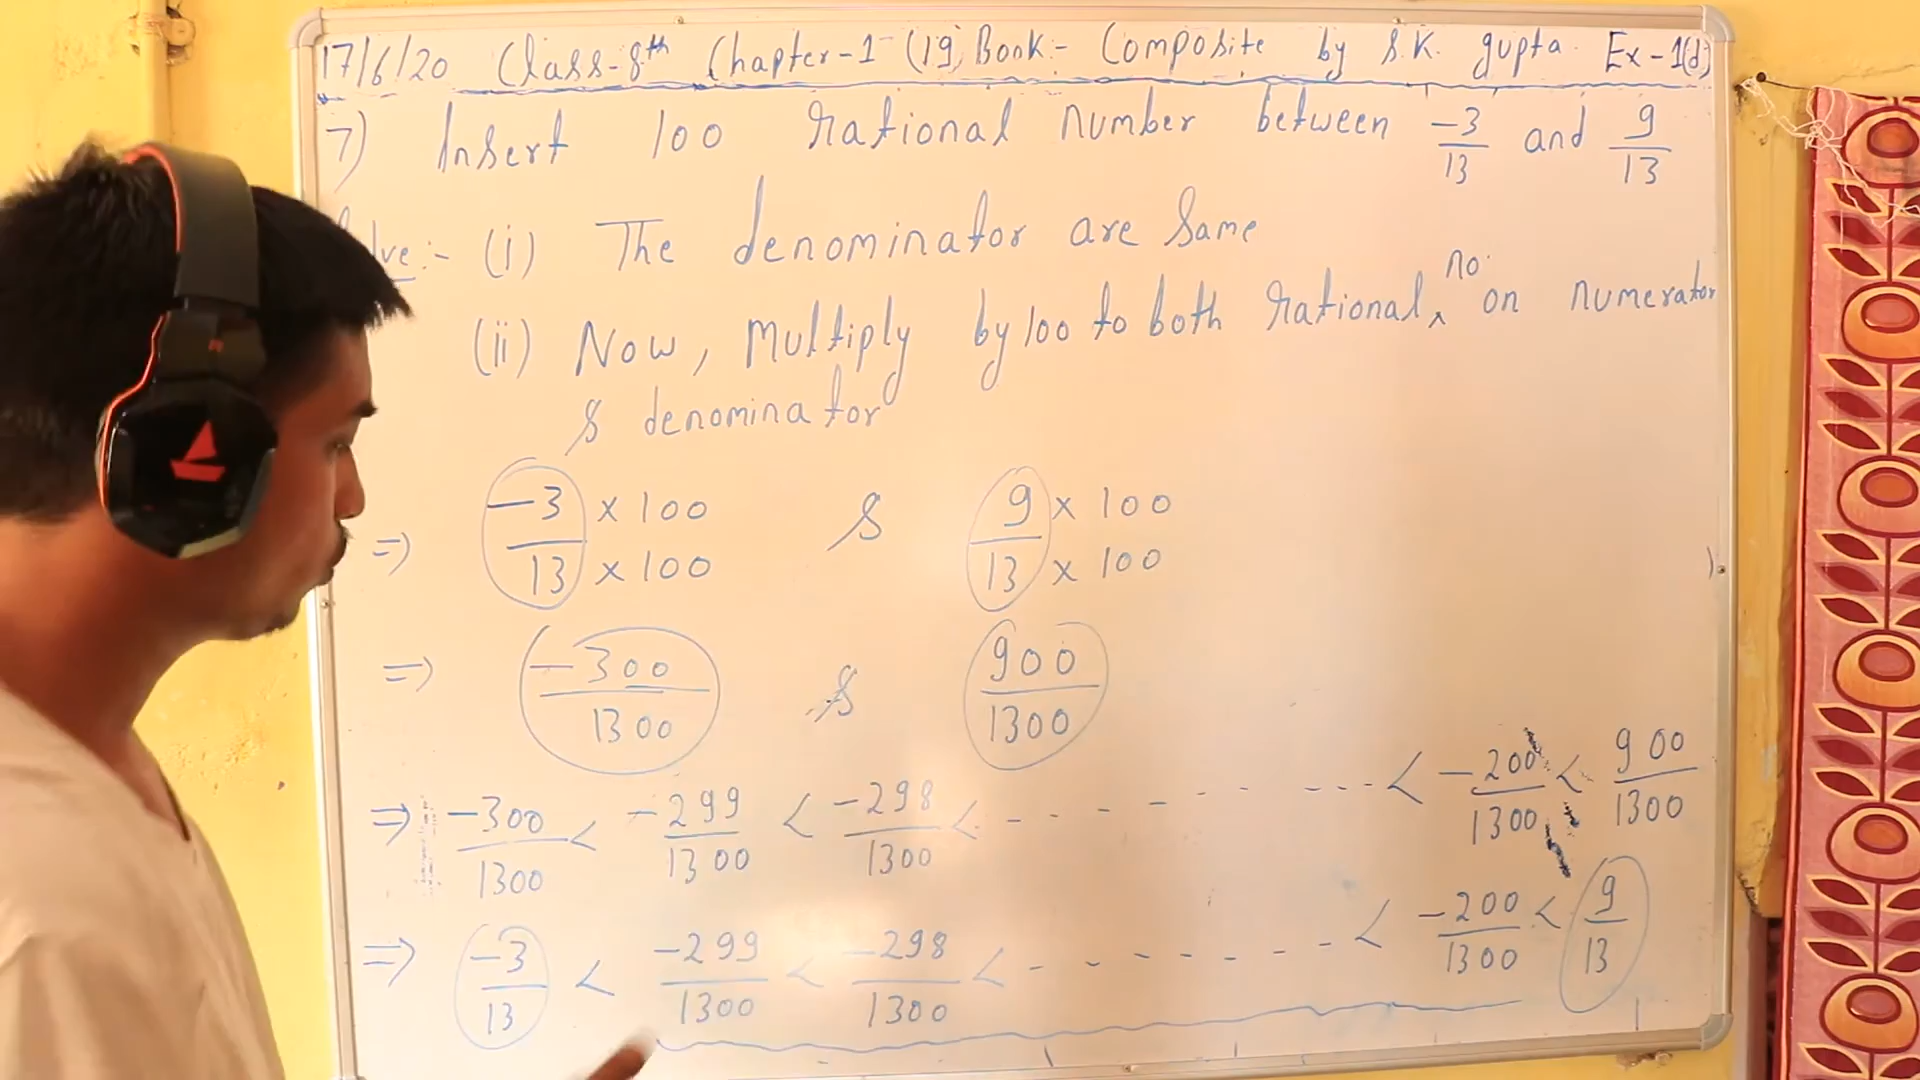 17/6/20 Class-8th Chapter-1 (19) Book:- Composite by S.K. gupta. Ex-1(d)
7) Insert 100 rational number between -3/13 and 9/13
(i) The denominator are same
(ii) Now, Multiply by 100 to both rational no. on numerator
& denominator
=> -3/13 × 100/100 & 9/13 × 100/100
=> -300/1300 & 900/1300
=> -300/1300 < -299/1300 < -298/1300 < - - - - - - - - - - - < -200/1300 < 900/1300
=> -3/13 < -299/1300 < -298/1300 < - - - - - - - - - < -200/1300 < 9/13